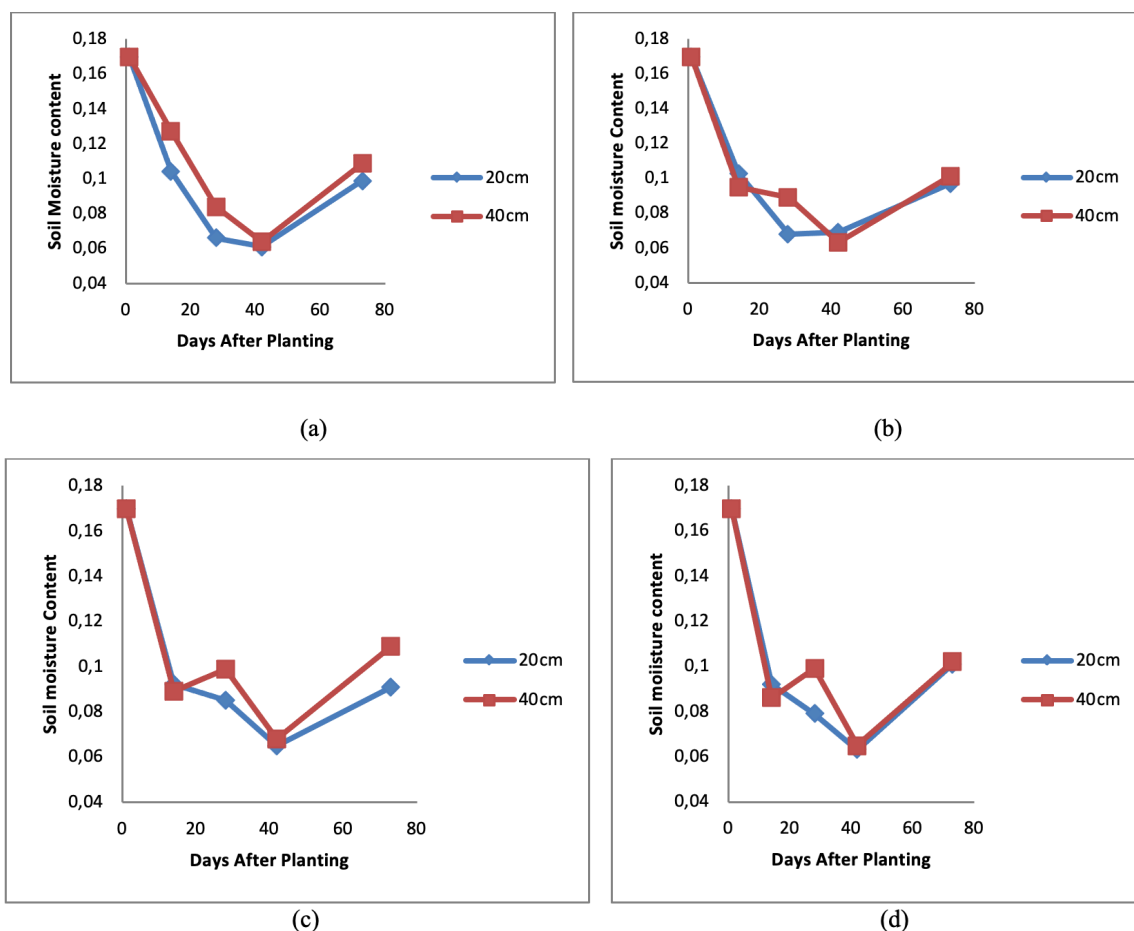 0,18
0,16
0,14
0,12
0,1
0,08
0,06
0,04
Soil Moisture content
0 20 40 60 80
Days After Planting
20cm
40cm
(a)
0,18
0,16
0,14
0,12
0,1
0,08
0,06
0,04
Soil moisture Content
0 20 40 60 80
Days After Planting
20cm
40cm
(b)
0,18
0,16
0,14
0,12
0,1
0,08
0,06
0,04
Soil moisture Content
0 20 40 60 80
Days After Planting
20cm
40cm
(c)
0,18
0,16
0,14
0,12
0,1
0,08
0,06
0,04
Soil moiisture content
0 20 40 60 80
Days After Planting
20cm
40cm
(d)